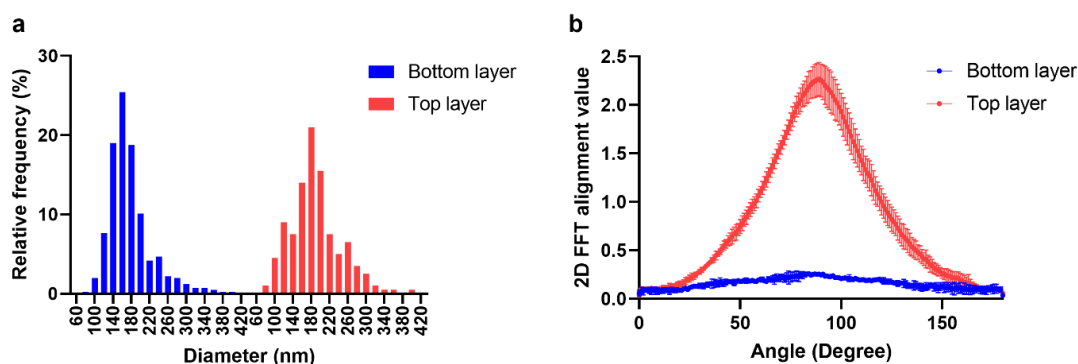 a
Relative frequency (%)
30
20
10
0
Bottom layer
Top layer
60 100 140 180 220 260 300 340 380 420 60 100 140 180 220 260 300 340 380 420
Diameter (nm)
b
2D FFT alignment value
2.5
2.0
1.5
1.0
0.5
0.0
Bottom layer
Top layer
0 50 100 150
Angle (Degree)